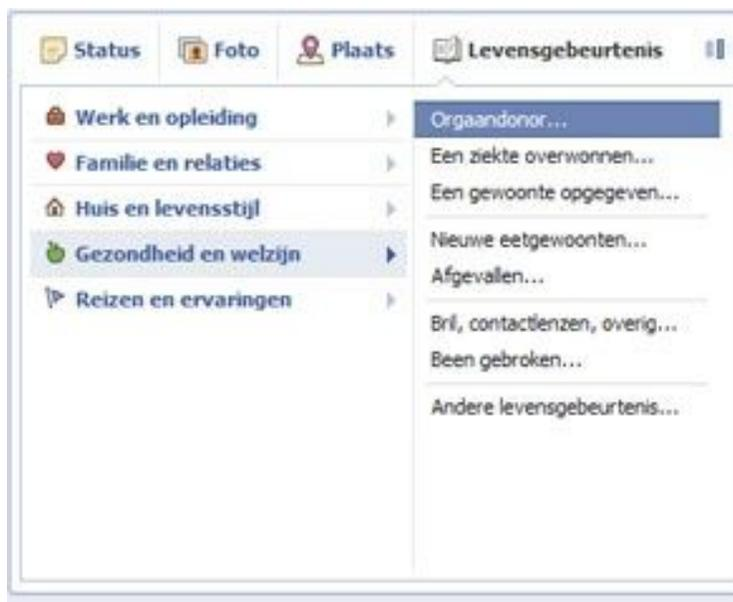 Status Foto Plaats Levensgebeurtenis
Werk en opleiding
Familie en relaties
Huis en levensstijl
Gezondheid en welzijn
Reizen en ervaringen
Orgaandonor...
Een ziekte overwonnen...
Een gewoonte opgegeven...
Nieuwe eetgewoonten...
Afgevallen...
Bril, contactlenzen, overig...
Been gebroken...
Andere levensgebeurtenis...